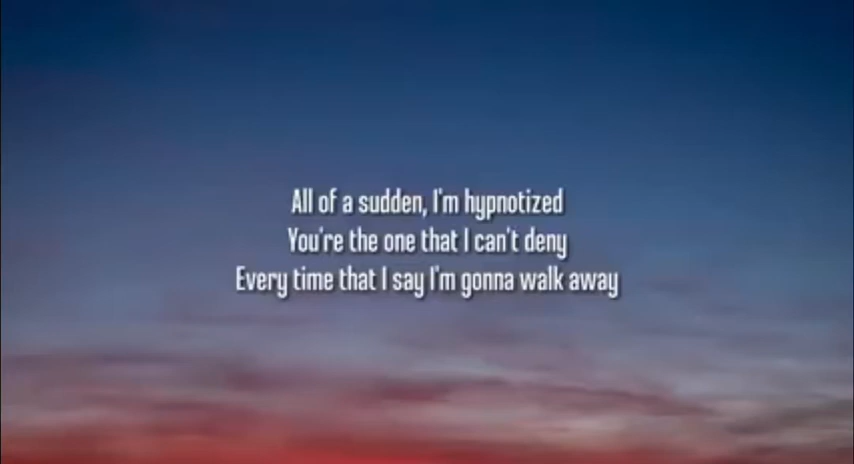 All of a sudden, I'm hypnotized
You're the one that I can't deny
Every time that I say I'm gonna walk away